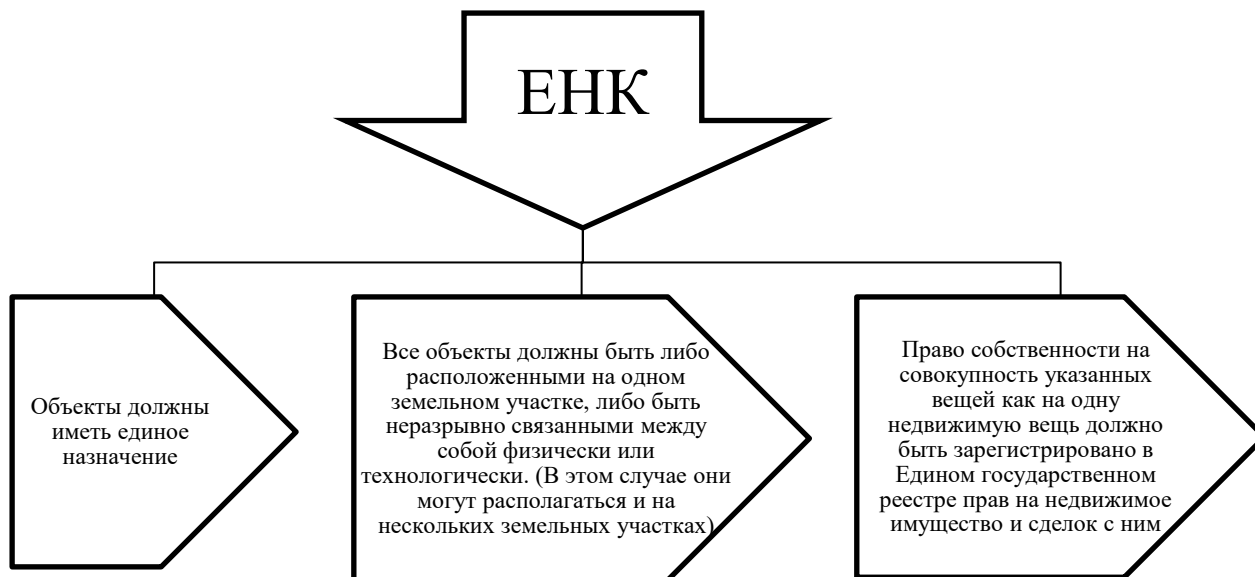 ЕНК
Объекты должны
иметь единое
назначение
Все объекты должны быть либо
расположенными на одном
земельном участке, либо быть
неразрывно связанными между
собой физически или
технологически. (В этом случае они
могут располагаться и на
нескольких земельных участках)
Право собственности на
совокупность указанных
вещей как на одну
недвижимую вещь должно
быть зарегистрировано в
Едином государственном
реестре прав на недвижимое
имущество и сделок с ним